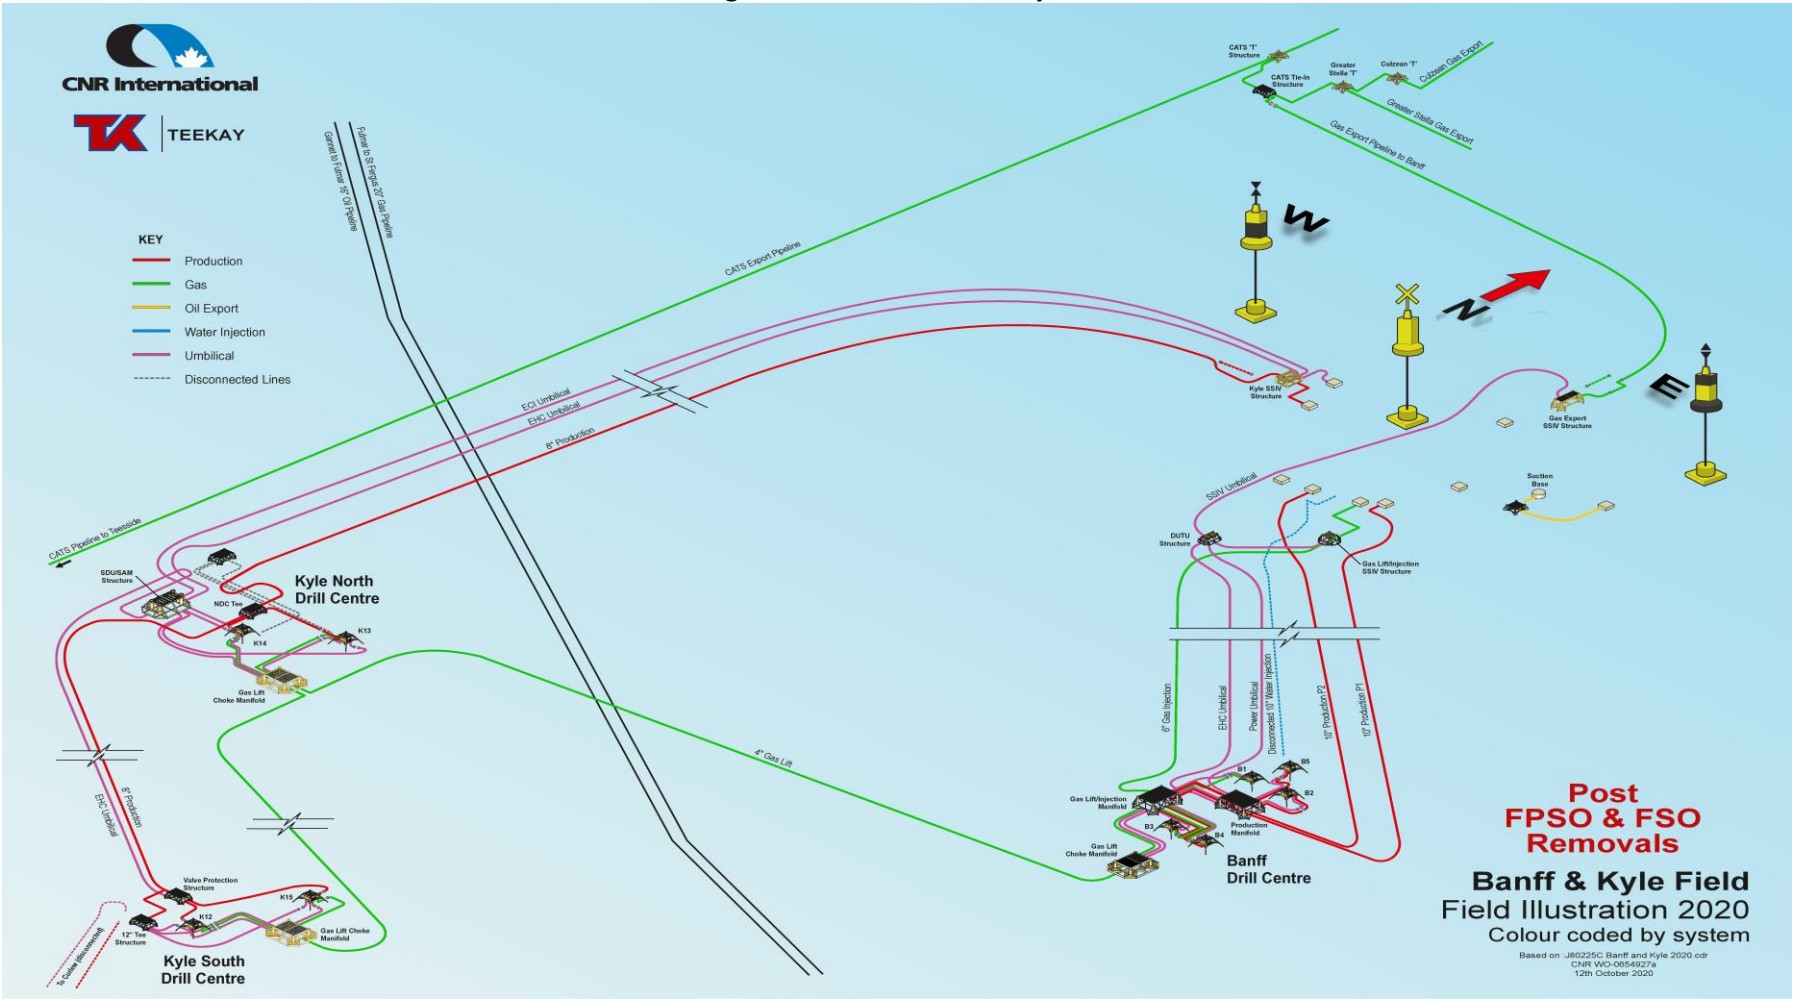 CNR International
TK TEEKAY
KEY
Production
Gas
Oil Export
Water Injection
Umbilical
Disconnected Lines
Gannet to Fulmar 16" Oil Pipeline
Fulmar to St Fergus 20" Gas Pipeline
CATS 'T'
Structure
CATS Tie-In
Structure
Greater
Stella 'T'
Culzean 'T'
Culzean Gas Export
Greater Stella Gas Export
Gas Export Pipeline to Banff
CATS Export Pipeline
W
N
E
ECI Umbilical
EHC Umbilical
8" Production
Kyle SSIV
Structure
Gas Export
SSIV Structure
Suction
Base
SSIV Umbilical
DUTU
Structure
Gas Lift/Injection
SSIV Structure
CATS Pipeline to Teesside
SDU/SAM
Structure
NDC Tee
Kyle North
Drill Centre
K14
K13
Gas Lift
Choke Manifold
4" Gas Lift
6" Gas Injection
EHC Umbilical
Power Umbilical
Disconnected 10" Water Injection
10" Production P2
10" Production P1
B1
B5
B2
Gas Lift/Injection
Manifold
Production
Manifold
B3
B4
Gas Lift
Choke Manifold
Banff
Drill Centre
EHC Umbilical
8" Production
Valve Protection
Structure
K15
K12
12" Tee
Structure
Gas Lift Choke
Manifold
To Curlew (disconnected)
Kyle South
Drill Centre
Post
FPSO & FSO
Removals
Banff & Kyle Field
Field Illustration 2020
Colour coded by system
Based on :J80225C Banff and Kyle 2020.cdr
CNR WO-0654927a
12th October 2020